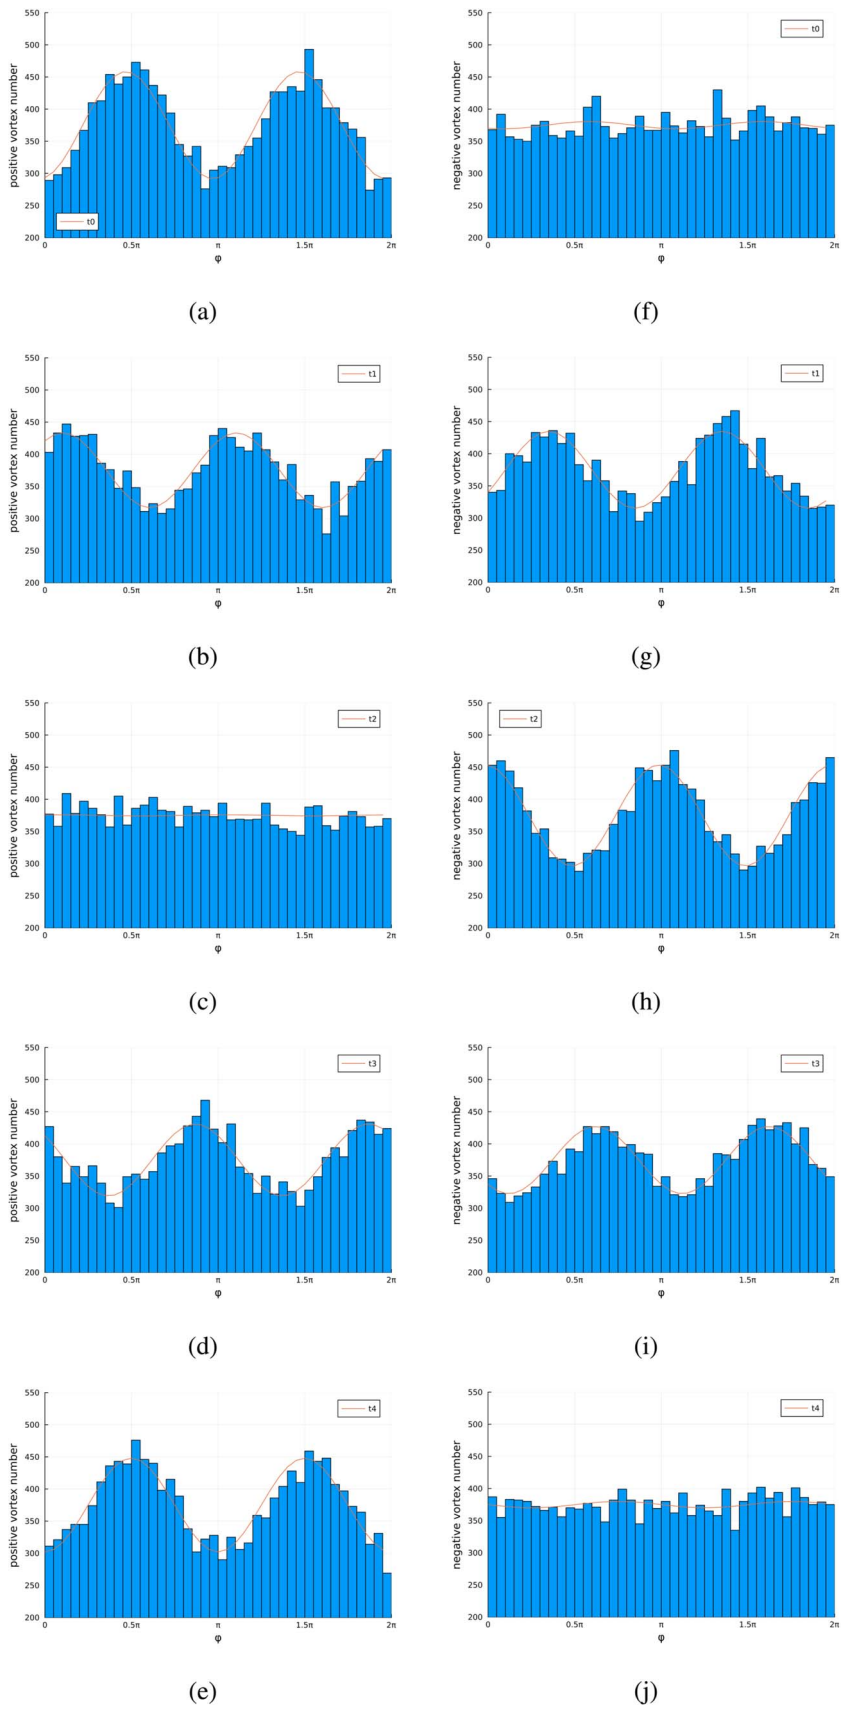 550
500
450
400
350
300
250
200
positive vortex number
t0
0 0.5π π 1.5π 2π
φ
(a)
550
500
450
400
350
300
250
200
negative vortex number
t0
0 0.5π π 1.5π 2π
φ
(f)
550
500
450
400
350
300
250
200
positive vortex number
t1
0 0.5π π 1.5π 2π
φ
(b)
550
500
450
400
350
300
250
200
negative vortex number
t1
0 0.5π π 1.5π 2π
φ
(g)
550
500
450
400
350
300
250
200
positive vortex number
t2
0 0.5π π 1.5π 2π
φ
(c)
550
500
450
400
350
300
250
200
negative vortex number
t2
0 0.5π π 1.5π 2π
φ
(h)
550
500
450
400
350
300
250
200
positive vortex number
t3
0 0.5π π 1.5π 2π
φ
(d)
550
500
450
400
350
300
250
200
negative vortex number
t3
0 0.5π π 1.5π 2π
φ
(i)
550
500
450
400
350
300
250
200
positive vortex number
t4
0 0.5π π 1.5π 2π
φ
(e)
550
500
450
400
350
300
250
200
negative vortex number
t4
0 0.5π π 1.5π 2π
φ
(j)